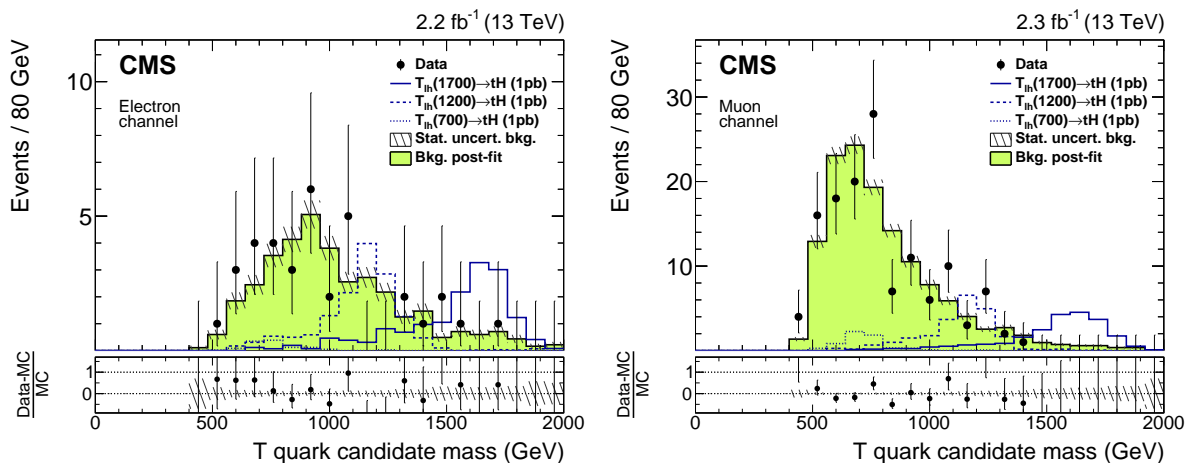 2.2 fb⁻¹ (13 TeV)
Events / 80 GeV
10
5
CMS
Electron
channel
Data
T_lh(1700)→tH (1pb)
T_lh(1200)→tH (1pb)
T_lh(700)→tH (1pb)
Stat. uncert. bkg.
Bkg. post-fit
Data-MC
MC
1
0
0 500 1000 1500 2000
T quark candidate mass (GeV)
2.3 fb⁻¹ (13 TeV)
Events / 80 GeV
30
20
10
CMS
Muon
channel
Data
T_lh(1700)→tH (1pb)
T_lh(1200)→tH (1pb)
T_lh(700)→tH (1pb)
Stat. uncert. bkg.
Bkg. post-fit
Data-MC
MC
1
0
0 500 1000 1500 2000
T quark candidate mass (GeV)